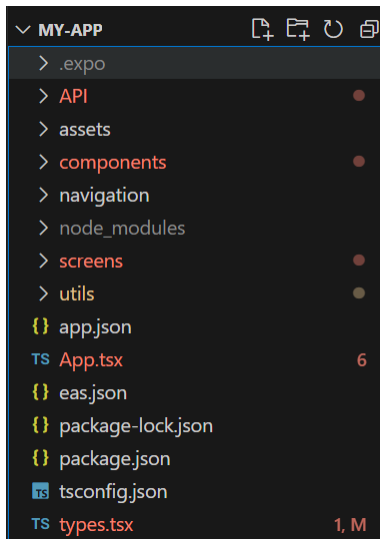 MY-APP
.expo
API
assets
components
navigation
node_modules
screens
utils
{} app.json
TS App.tsx 6
{} eas.json
{} package-lock.json
{} package.json
TS tsconfig.json
TS types.tsx 1, M